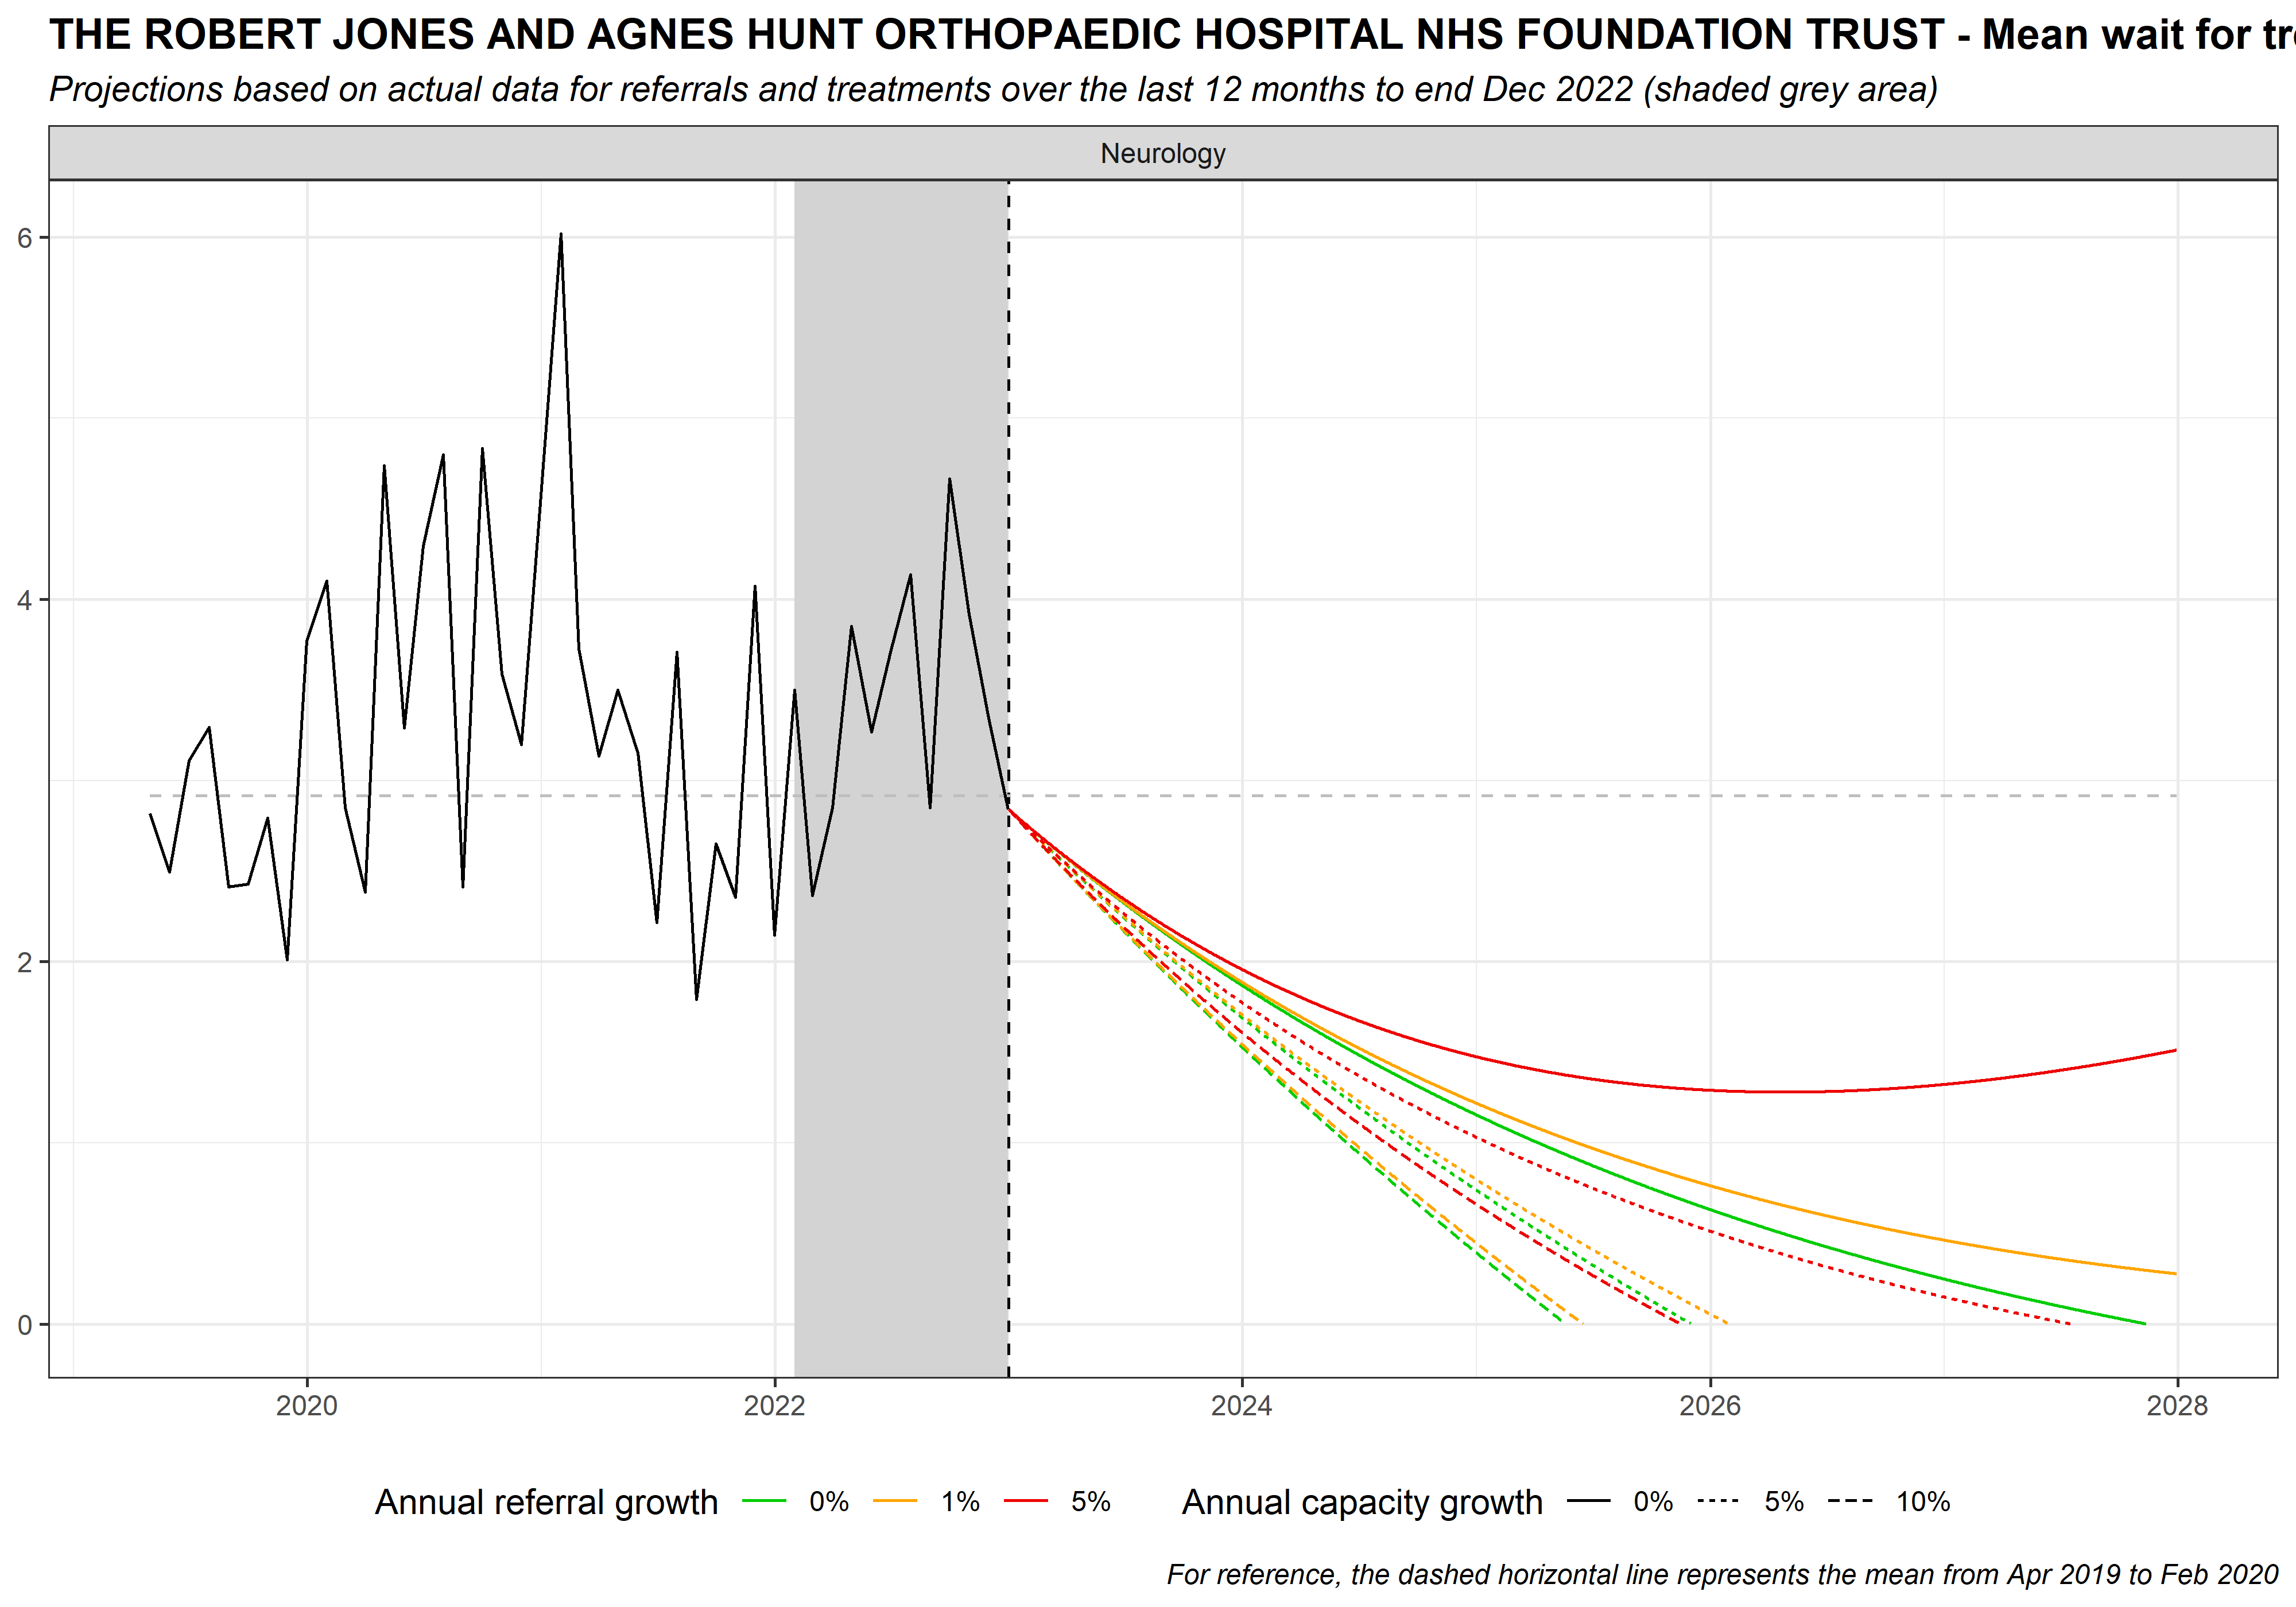 THE ROBERT JONES AND AGNES HUNT ORTHOPAEDIC HOSPITAL NHS FOUNDATION TRUST - Mean wait for
Projections based on actual data for referrals and treatments over the last 12 months to end Dec 2022 (shaded grey area)
Neurology
6
4
2
0
2020 2022 2024 2026 2028
Annual referral growth 0% 1% 5% Annual capacity growth 0% 5% 10%
For reference, the dashed horizontal line represents the mean from Apr 2019 to Feb 2020